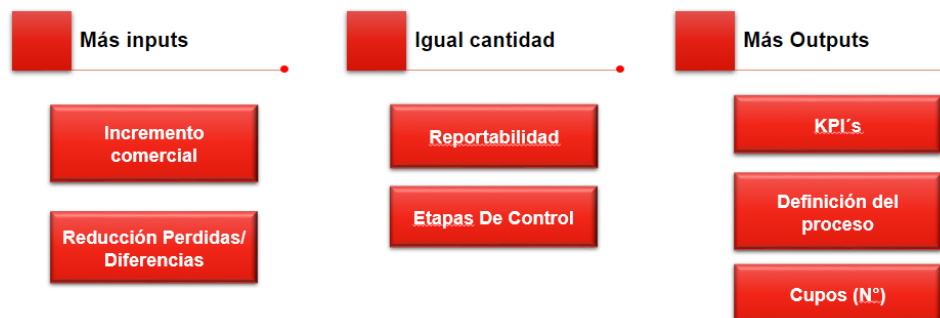 Más inputs
Incremento
comercial
Reducción Perdidas/
Diferencias
Igual cantidad
Reportabilidad
Etapas De Control
Más Outputs
KPI´s
Definición del
proceso
Cupos (N°)